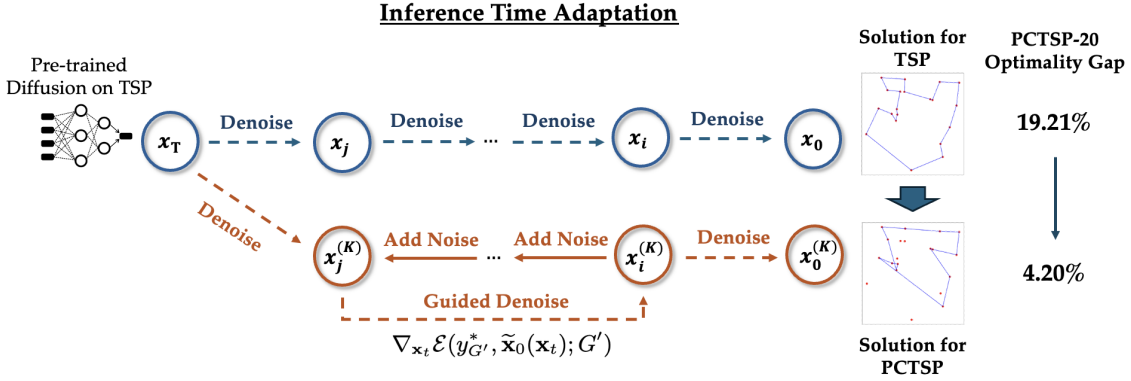 Inference Time Adaptation
Pre-trained
Diffusion on TSP
Solution for
TSP
PCTSP-20
Optimality Gap
x_T
Denoise
x_j
Denoise
...
Denoise
x_i
Denoise
x_0
19.21%
Denoise
x_j^{(K)}
Add Noise
...
Add Noise
x_i^{(K)}
Denoise
x_0^{(K)}
4.20%
Guided Denoise
∇_{𝐱_t} ℰ(y*_{G′}, 𝐱̃_0(𝐱_t); G′)
Solution for
PCTSP